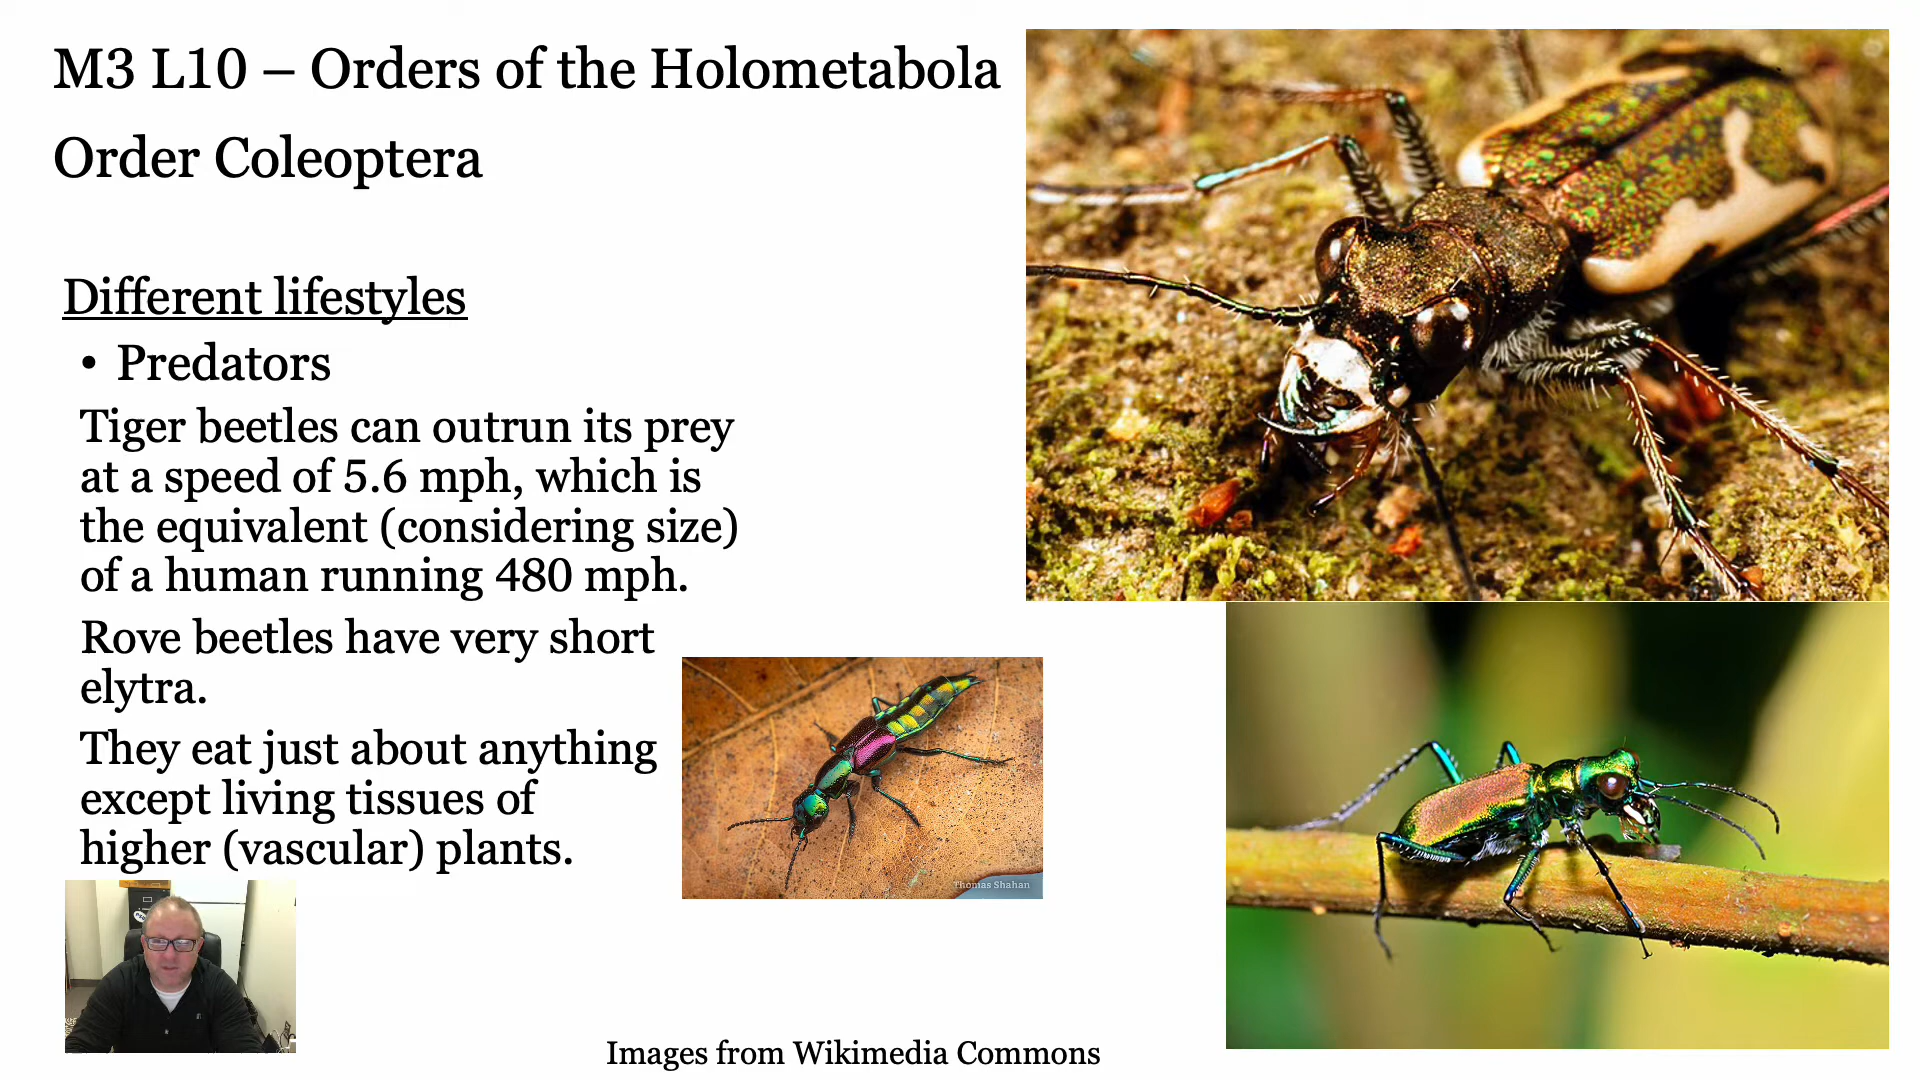 M3 L10 – Orders of the Holometabola
Order Coleoptera
Different lifestyles
• Predators
Tiger beetles can outrun its prey
at a speed of 5.6 mph, which is
the equivalent (considering size)
of a human running 480 mph.
Rove beetles have very short
elytra.
They eat just about anything
except living tissues of
higher (vascular) plants.
Thomas Shahan
Images from Wikimedia Commons